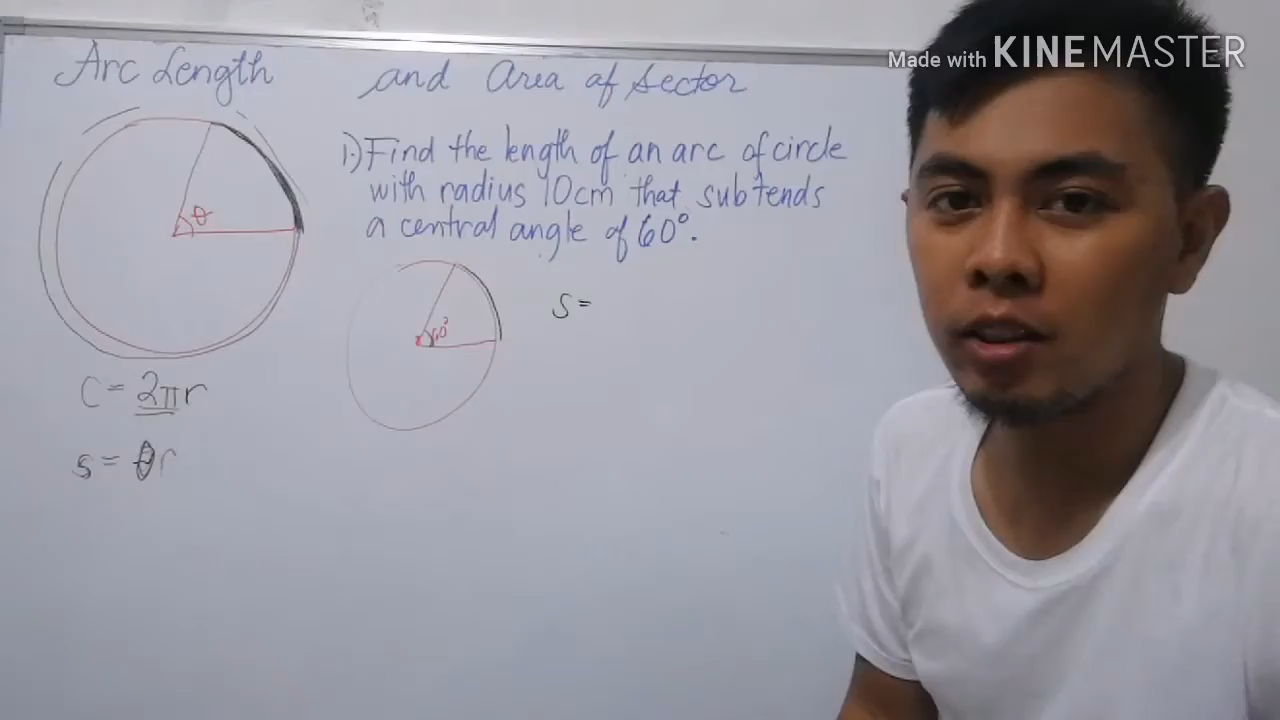 Arc Length and Area of Sector
1.) Find the length of an arc of circle
with radius 10cm that subtends
a central angle of 60°.
θ
60°
S =
C = 2πr
s = θr
Made with KINEMASTER